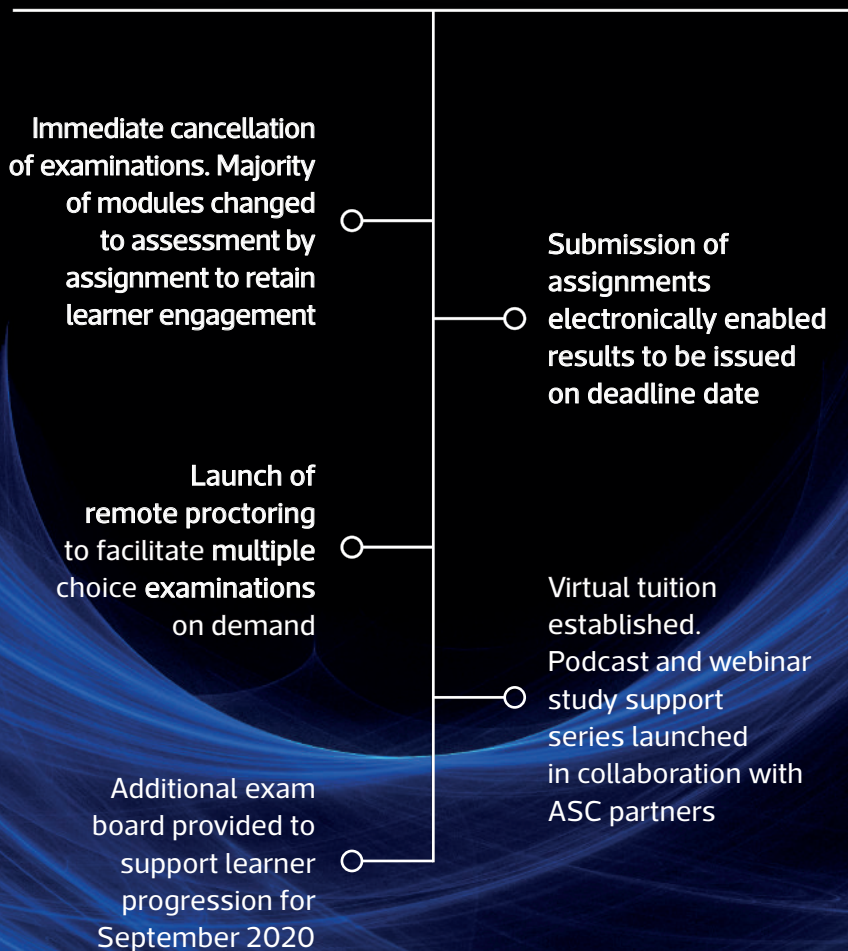 Immediate cancellation
of examinations. Majority
of modules changed
to assessment by
assignment to retain
learner engagement
Submission of
assignments
electronically enabled
results to be issued
on deadline date
Launch of
remote proctoring
to facilitate multiple
choice examinations
on demand
Virtual tuition
established.
Podcast and webinar
study support
series launched
in collaboration with
ASC partners
Additional exam
board provided to
support learner
progression for
September 2020